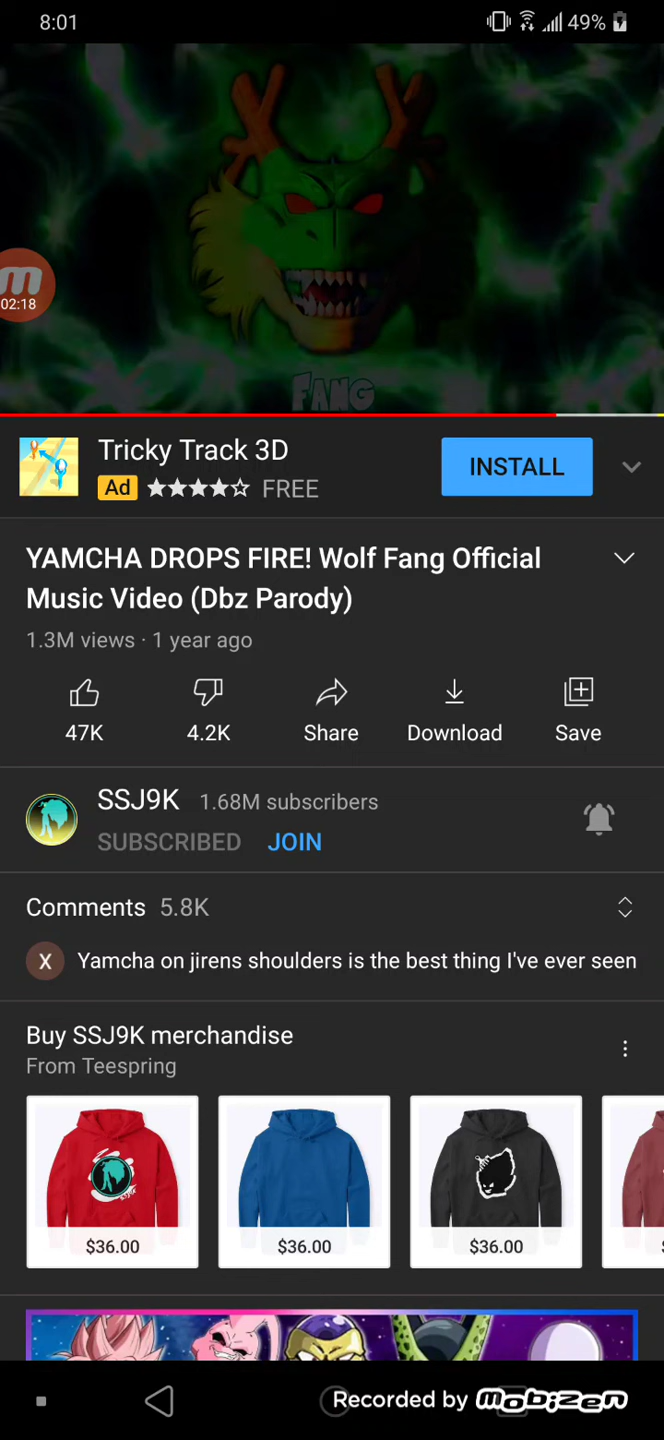 8:01
49%
02:18
FANG
Tricky Track 3D
INSTALL
Ad
FREE
YAMCHA DROPS FIRE! Wolf Fang Official
Music Video (Dbz Parody)
1.3M views · 1 year ago
47K
4.2K
Share
Download
Save
SSJ9K 1.68M subscribers
SUBSCRIBED JOIN
Comments 5.8K
X
Yamcha on jirens shoulders is the best thing I've ever seen
Buy SSJ9K merchandise
From Teespring
$36.00
$36.00
$36.00
Recorded by Mobizen